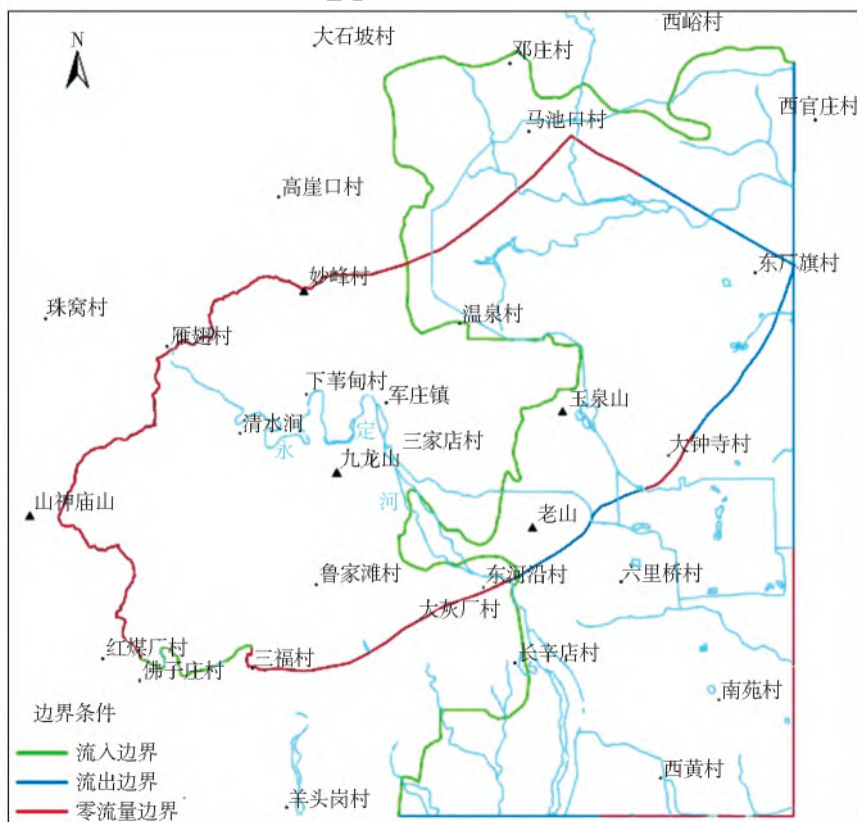 西峪村
大石坡村
N
邓庄村
西官庄村
马池口村
高崖口村
东厂旗村
妙峰村
珠窝村
温泉村
雁翅村
下苇甸村
军庄镇
玉泉山
清水涧
定
三家店村
永
大钟寺村
九龙山
河
山神庙山
老山
鲁家滩村
东河沿村
六里桥村
大灰厂村
红煤厂村
三福村
长辛店村
佛子庄村
南苑村
边界条件
流入边界
流出边界
西黄村
零流量边界
羊头岗村